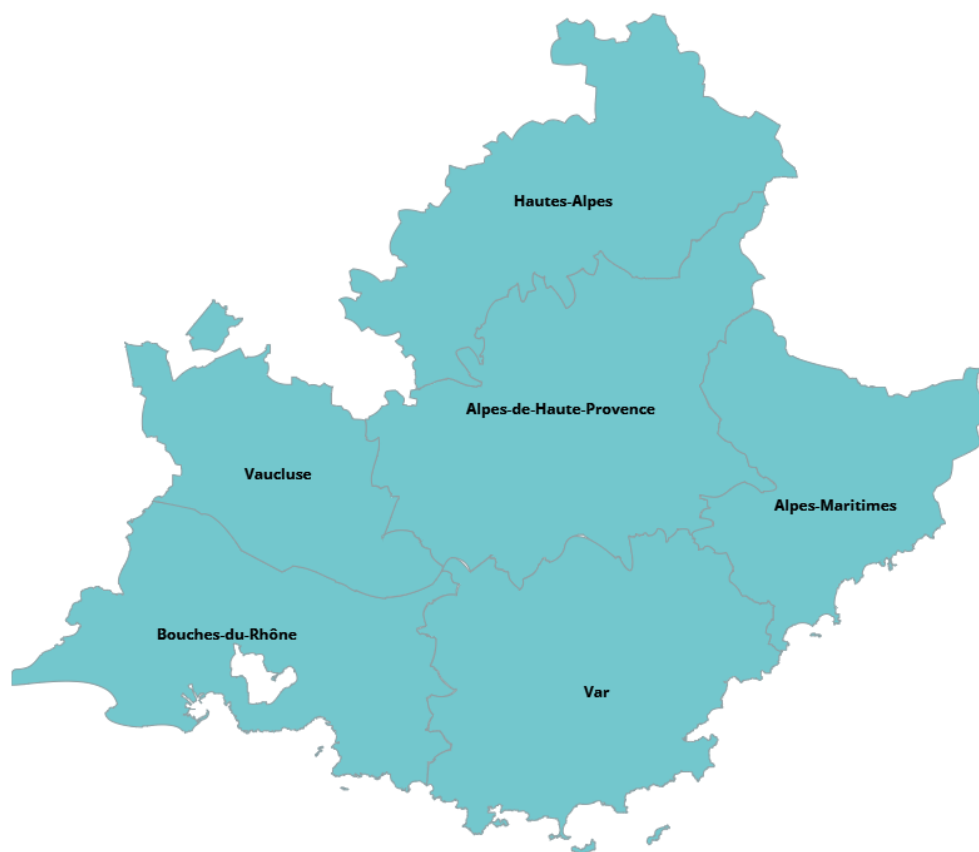 Hautes-Alpes
Alpes-de-Haute-Provence
Vaucluse
Alpes-Maritimes
Bouches-du-Rhône
Var